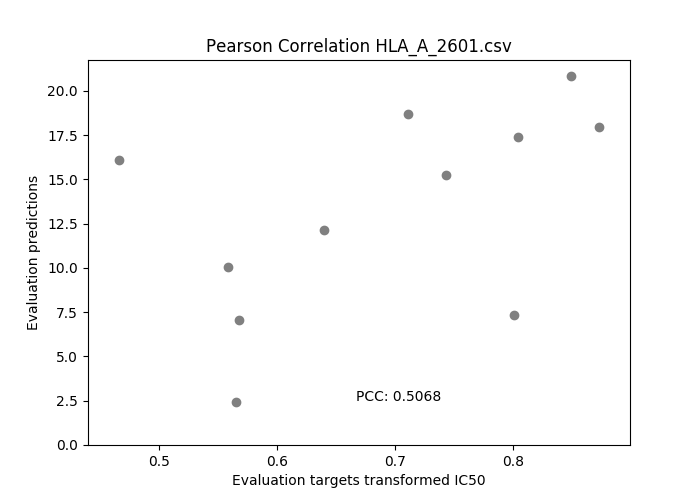 Pearson Correlation HLA_A_2601.csv
20.0
17.5
15.0
12.5
10.0
7.5
5.0
2.5
0.0
Evaluation predictions
PCC: 0.5068
0.5 0.6 0.7 0.8
Evaluation targets transformed IC50